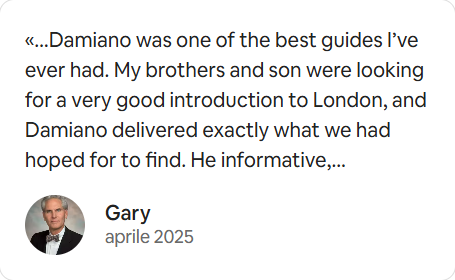 «...Damiano was one of the best guides I've
ever had. My brothers and son were looking
for a very good introduction to London, and
Damiano delivered exactly what we had
hoped for to find. He informative,...
Gary
aprile 2025